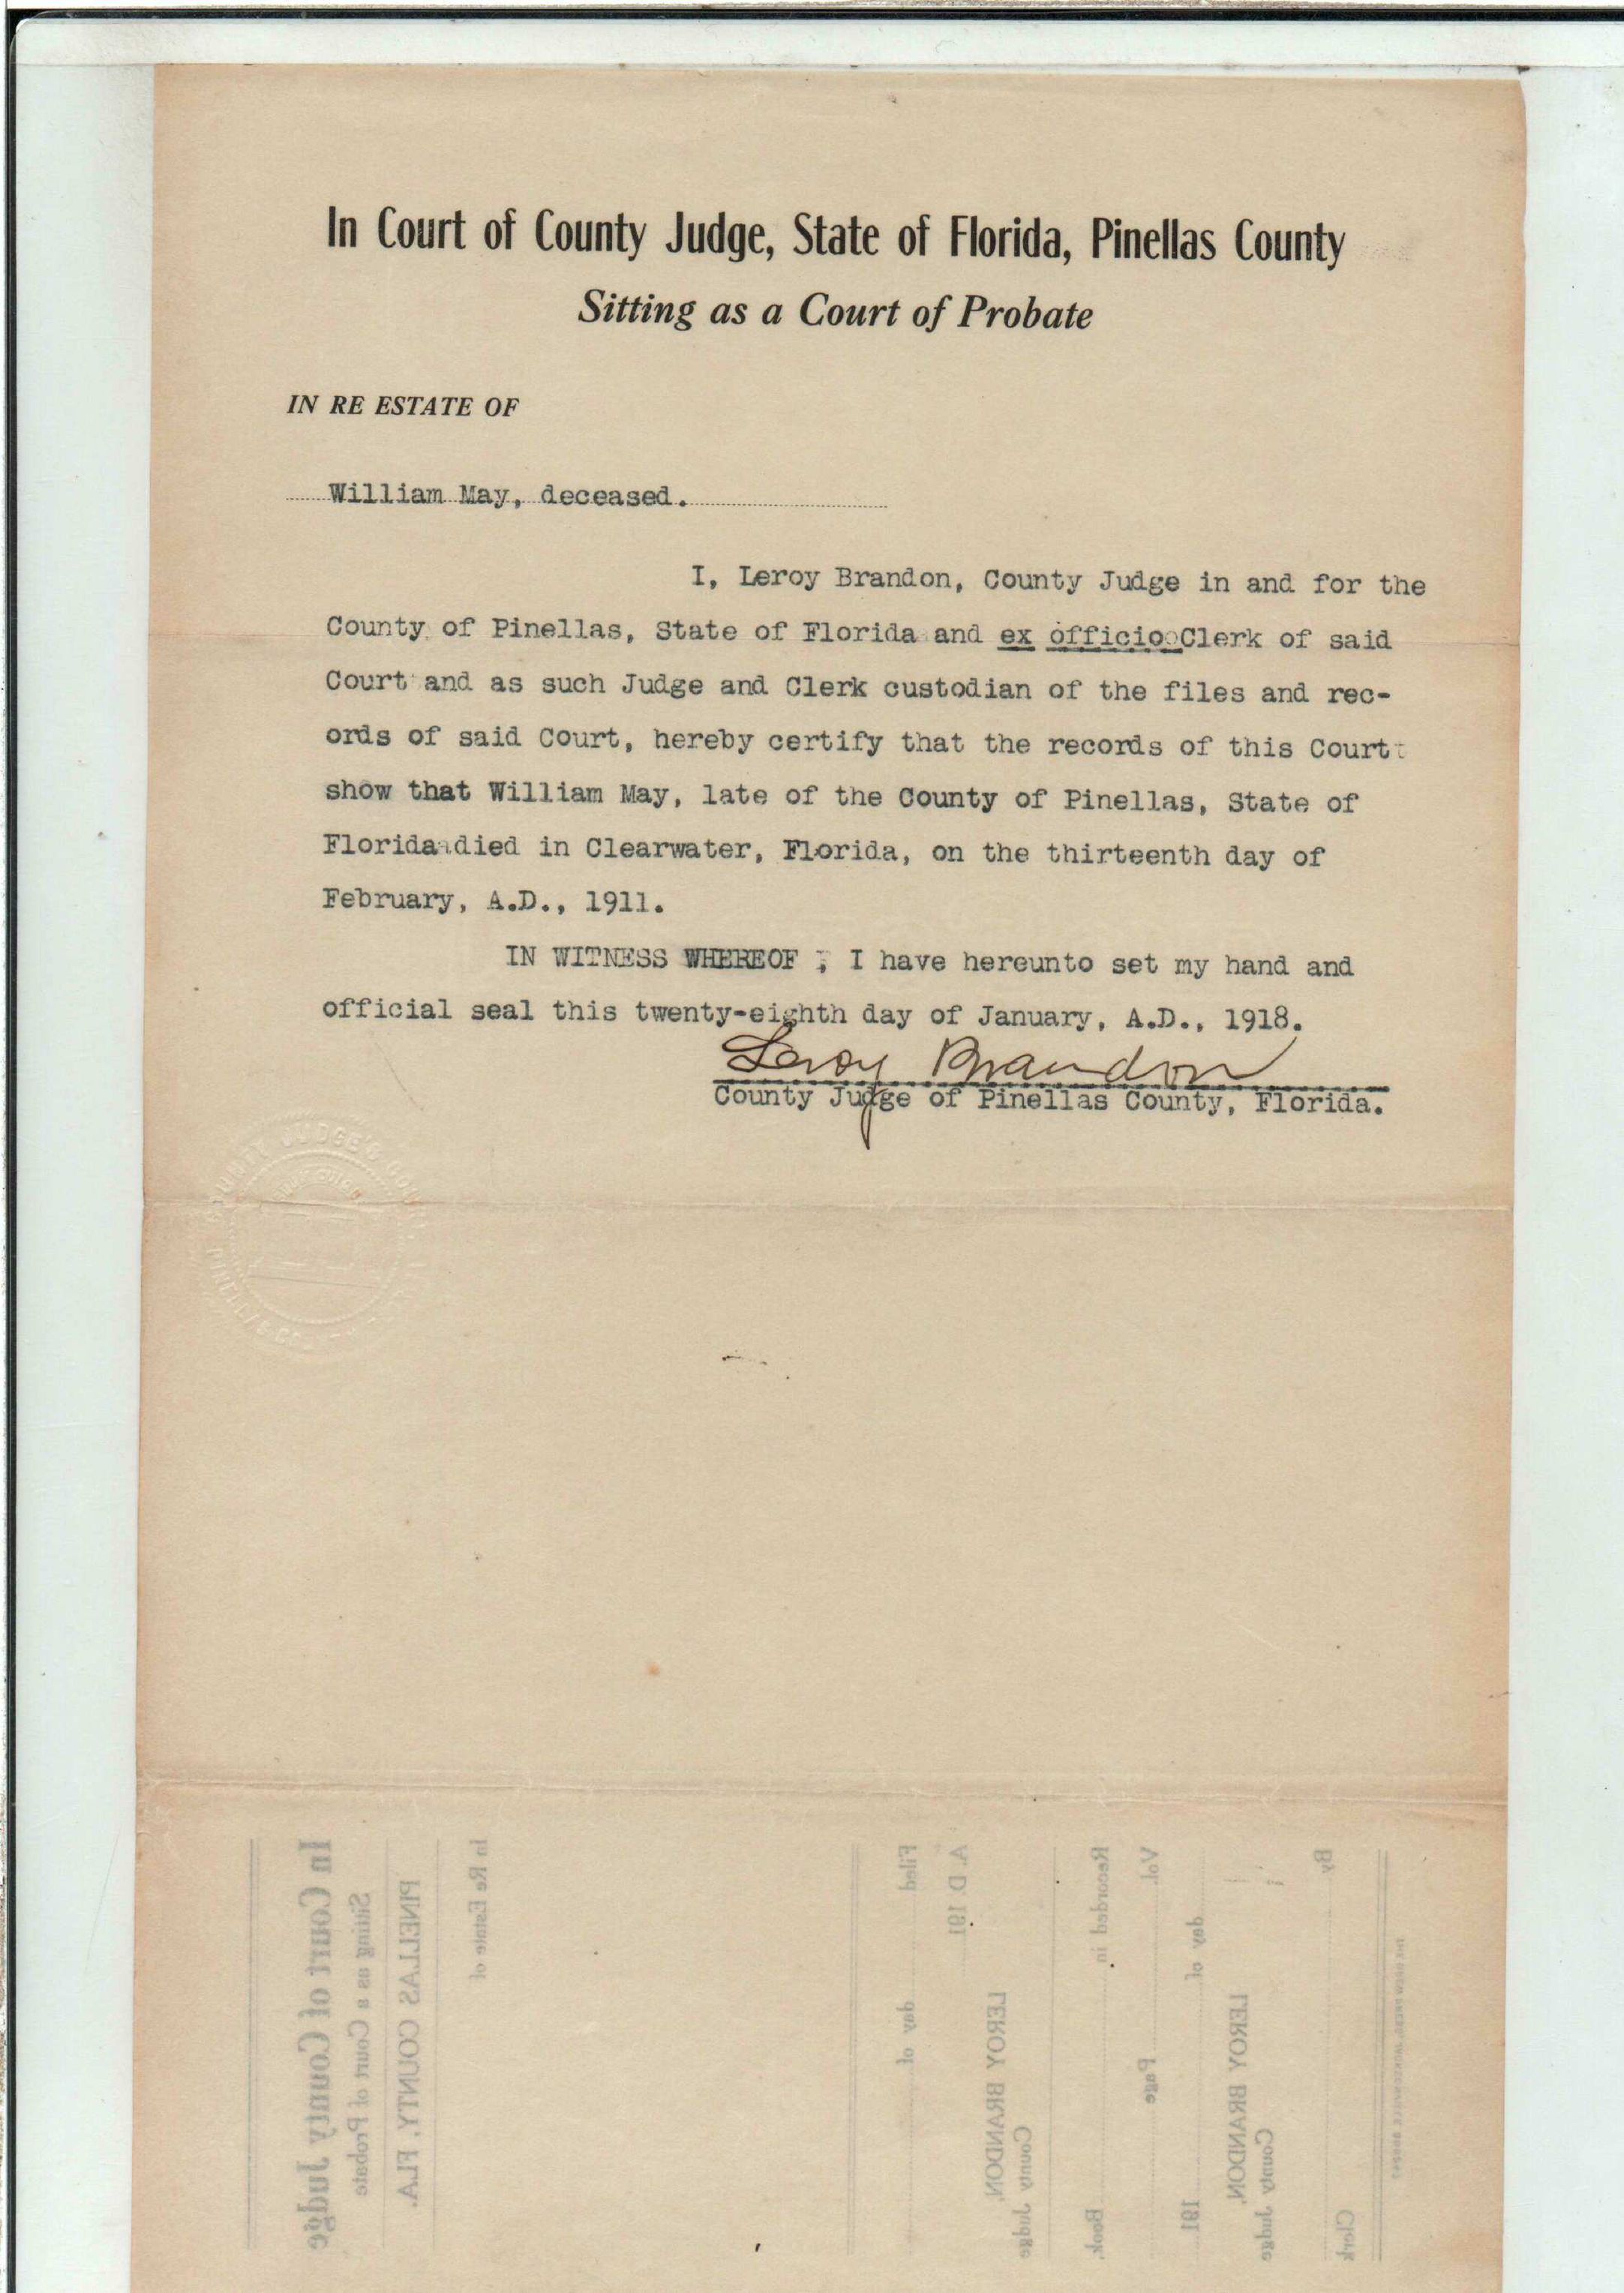 In Court of County Judge, State of Florida, Pinellas County
Sitting as a Court of Probate
IN RE ESTATE OF
William May, deceased.
I, Leroy Brandon, County Judge in and for the
County of Pinellas, State of Florida and ex officio Clerk of said
Court and as such Judge and Clerk custodian of the files and rec-
ords of said Court, hereby certify that the records of this Court
show that William May, late of the County of Pinellas, State of
Florida died in Clearwater, Florida, on the thirteenth day of
February, A.D., 1911.
IN WITNESS WHEREOF , I have hereunto set my hand and
official seal this twenty-eighth day of January, A.D., 1918.
Leroy Brandon
County Judge of Pinellas County, Florida.
COUNTY JUDGE'S
PINELLAS CO.
In Court of County Judge
Sitting as a Court of Probate
PINELLAS COUNTY, FLA.
In Re Estate of
Filed day of
A. D. 191
LEROY BRANDON,
County Judge
Recorded in Book,
Vol. Page
day of 191
LEROY BRANDON,
County Judge
By Clerk